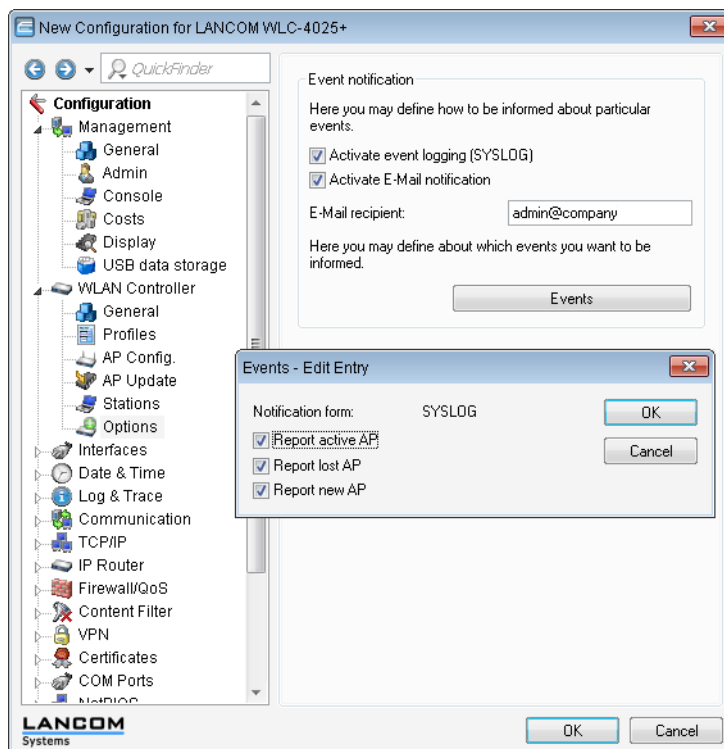 New Configuration for LANCOM WLC-4025+
QuickFinder
Configuration
Management
General
Admin
Console
Costs
Display
USB data storage
WLAN Controller
General
Profiles
AP Config.
AP Update
Stations
Options
Interfaces
Date & Time
Log & Trace
Communication
TCP/IP
IP Router
Firewall/QoS
Content Filter
VPN
Certificates
COM Ports
NetBIOS
Event notification
Here you may define how to be informed about particular
events.
Activate event logging (SYSLOG)
Activate E-Mail notification
E-Mail recipient: admin@company
Here you may define about which events you want to be
informed.
Events
Events - Edit Entry
Notification form: SYSLOG
Report active AP
Report lost AP
Report new AP
OK
Cancel
LANCOM
Systems
OK
Cancel